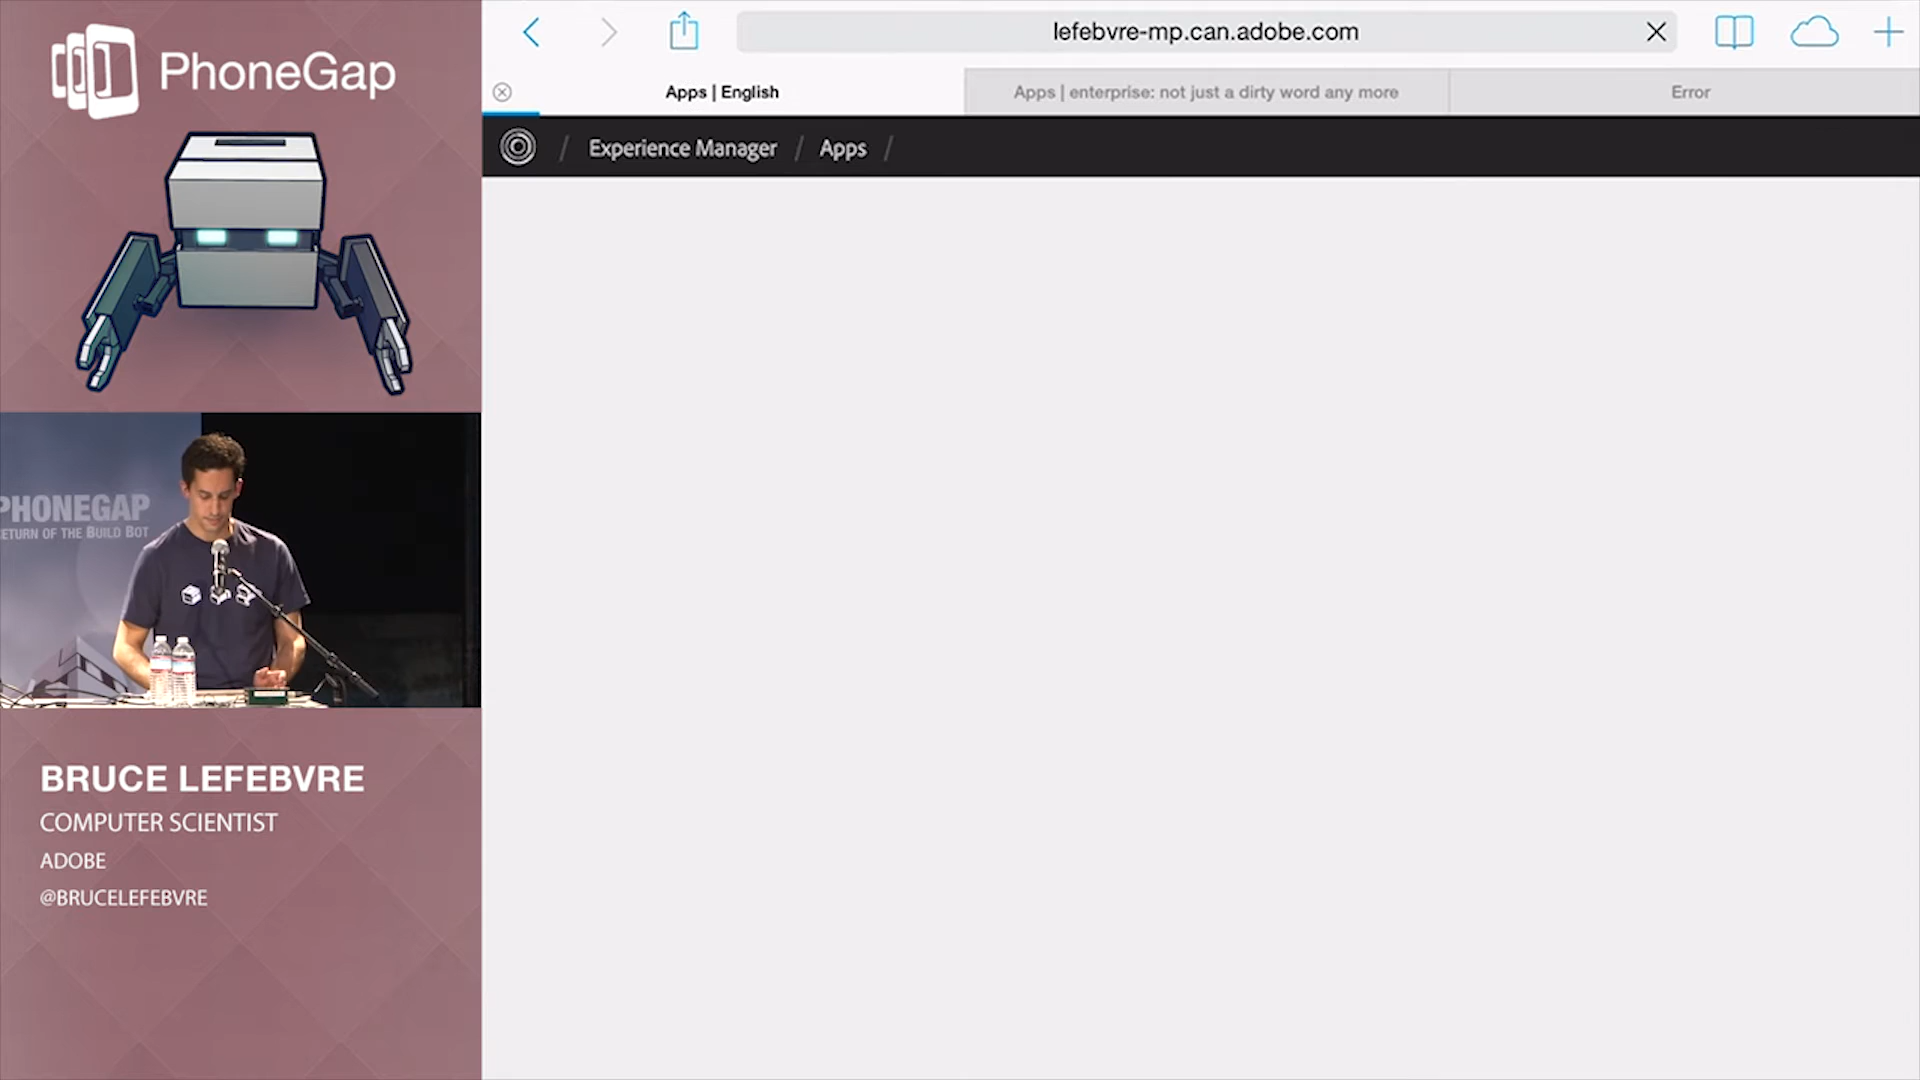 PhoneGap
PHONEGAP
ETURN OF THE BUILD BOT
BRUCE LEFEBVRE
COMPUTER SCIENTIST
ADOBE
@BRUCELEFEBVRE
lefebvre-mp.can.adobe.com
Apps | English
Apps | enterprise: not just a dirty word any more
Error
/ Experience Manager / Apps /